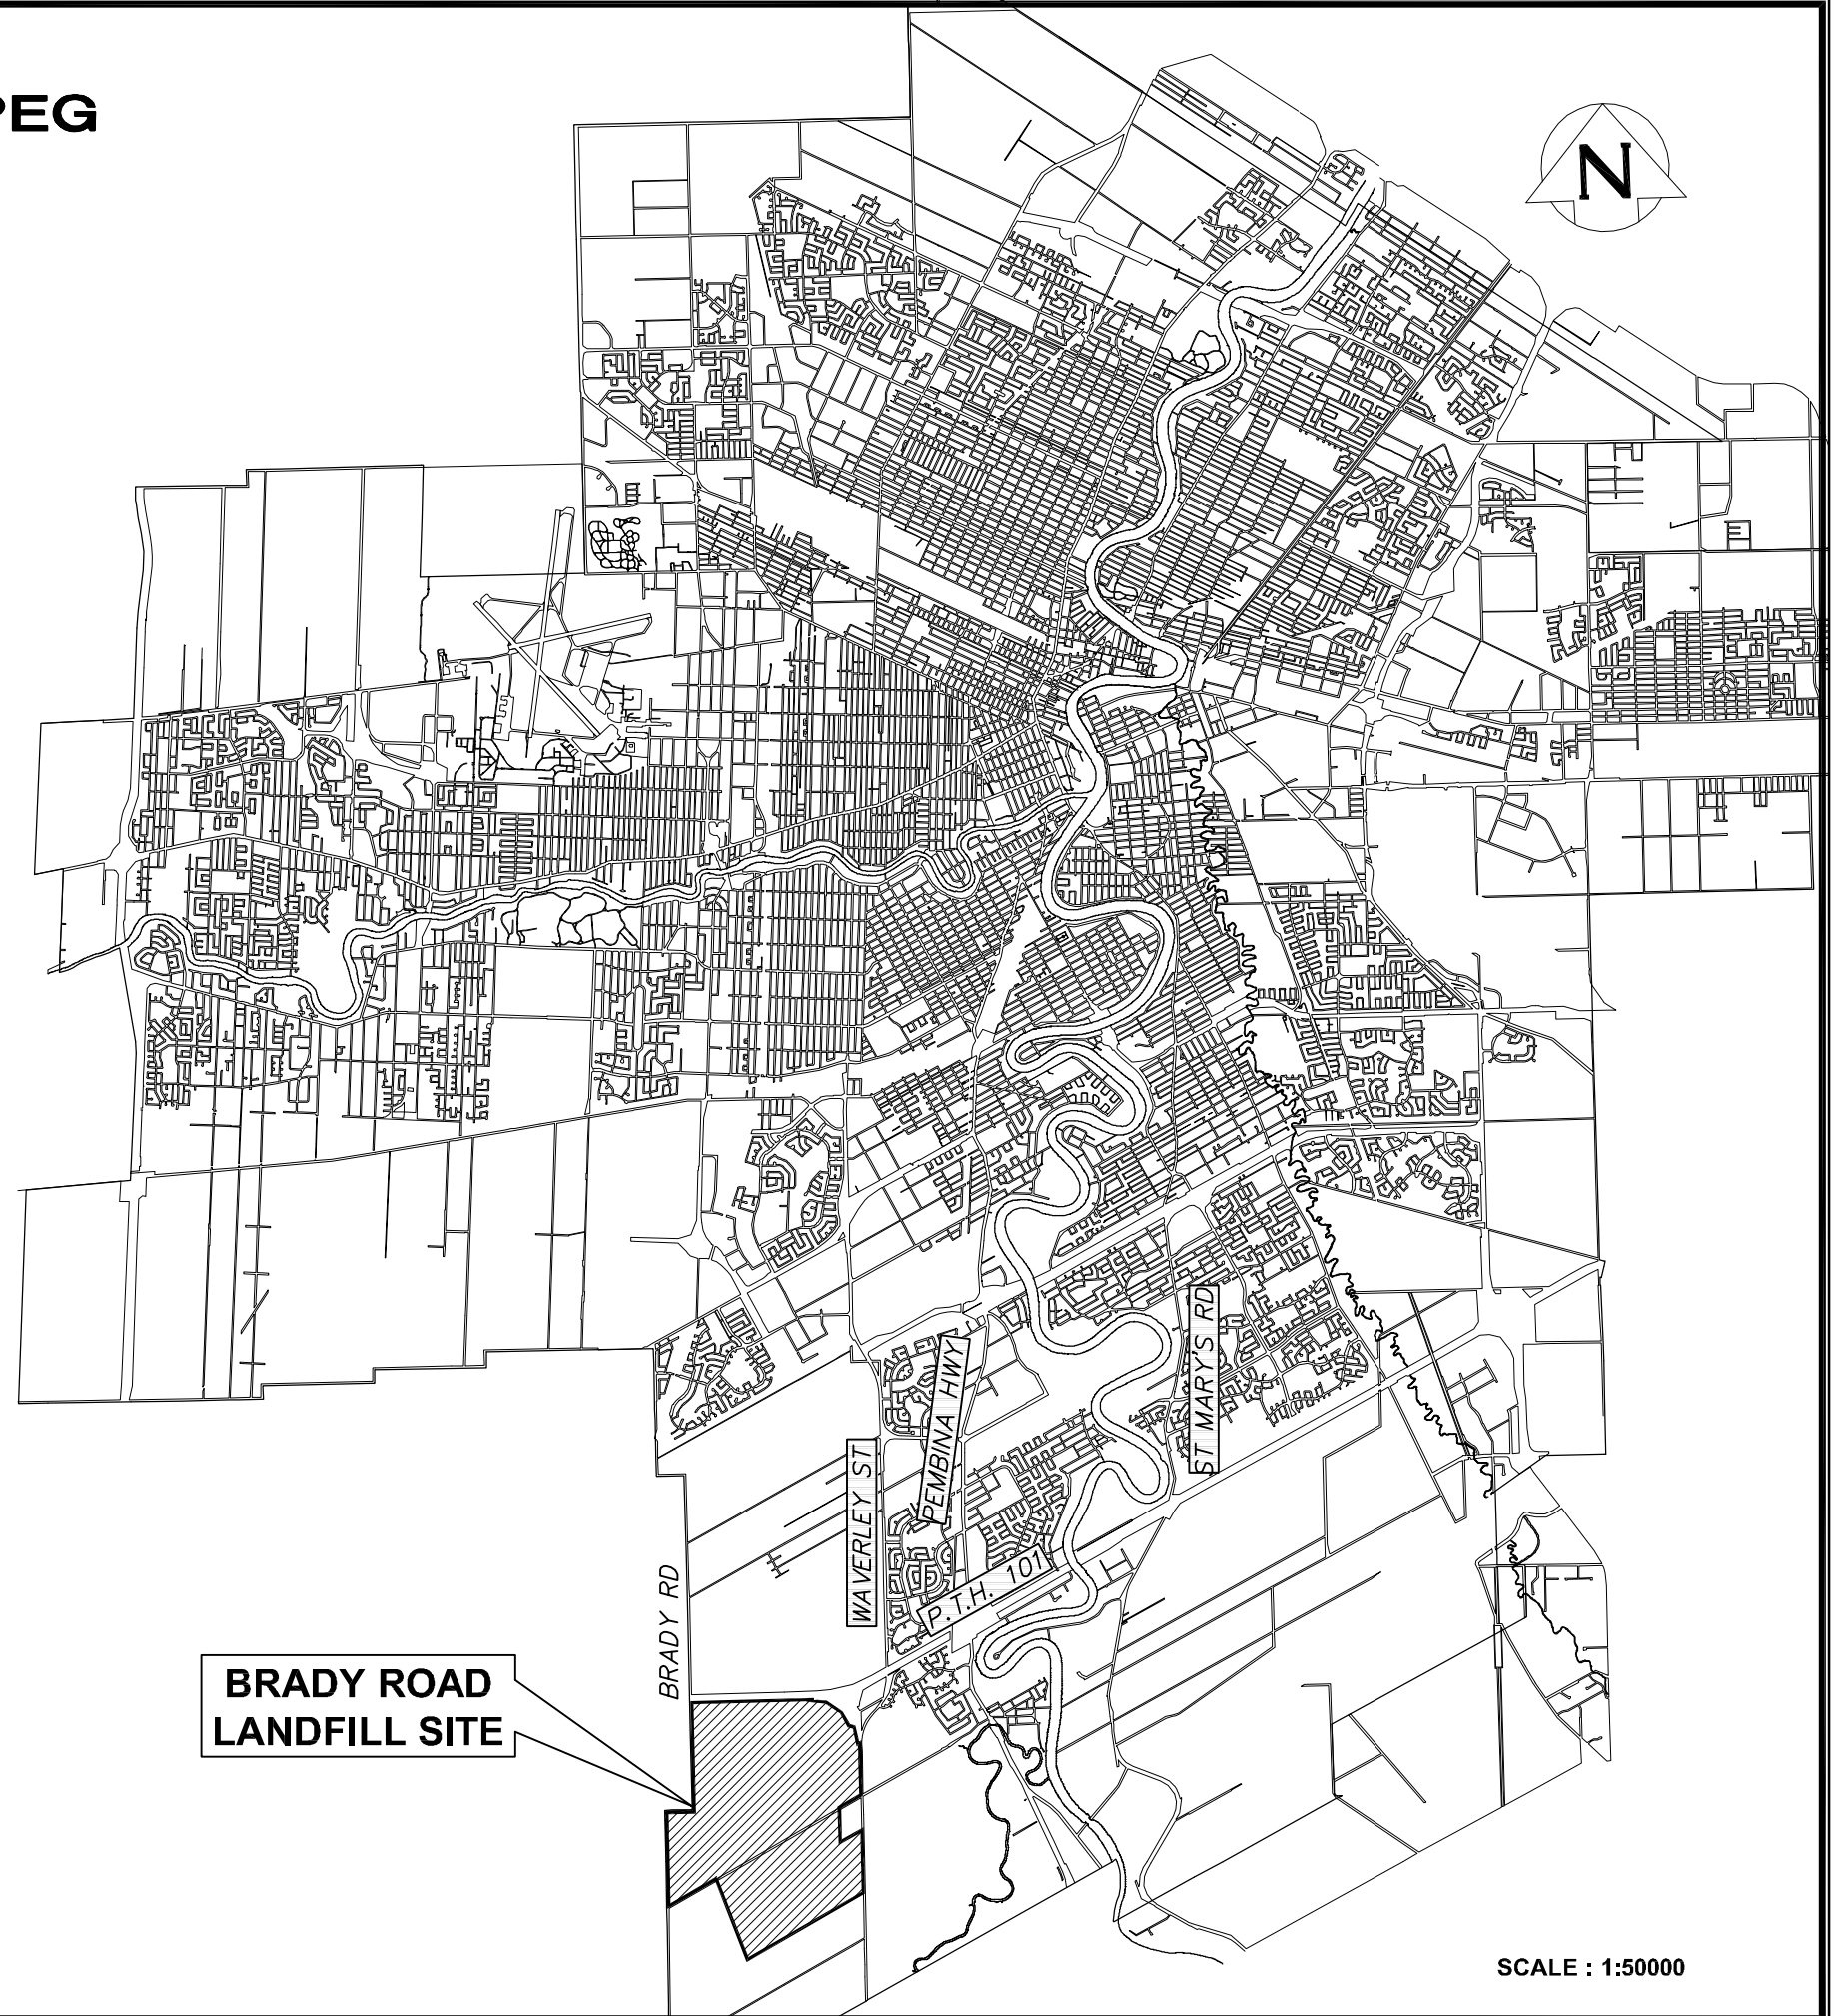 PEG
N
ST MARY'S RD
PEMBINA HWY
WAVERLEY ST
P.T.H. 101
BRADY RD
BRADY ROAD
LANDFILL SITE
SCALE : 1:50000